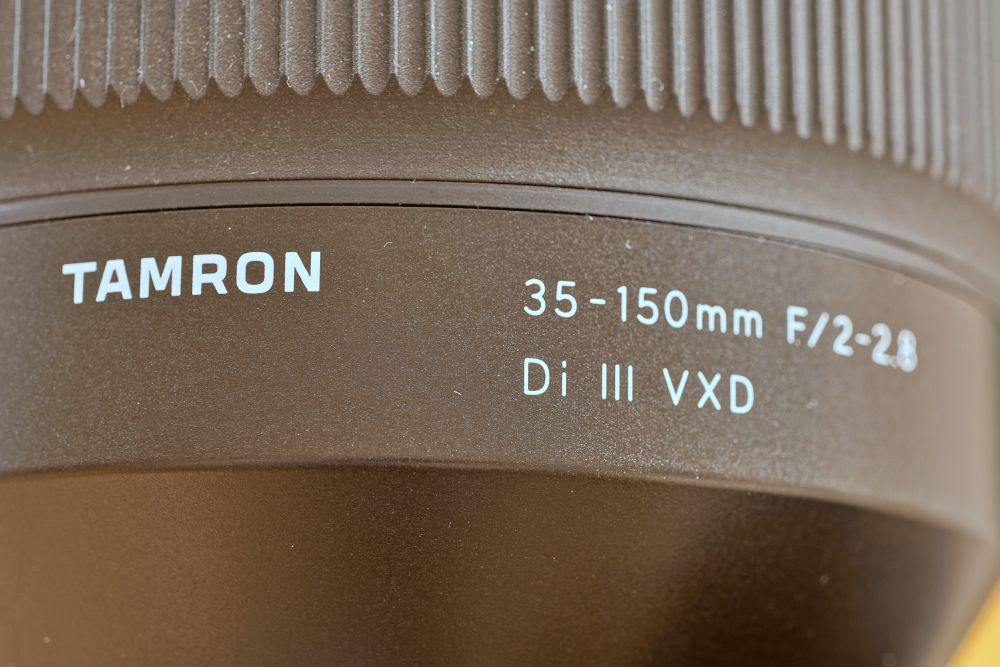 TAMRON
35-150mm F/2-2.8
Di III VXD